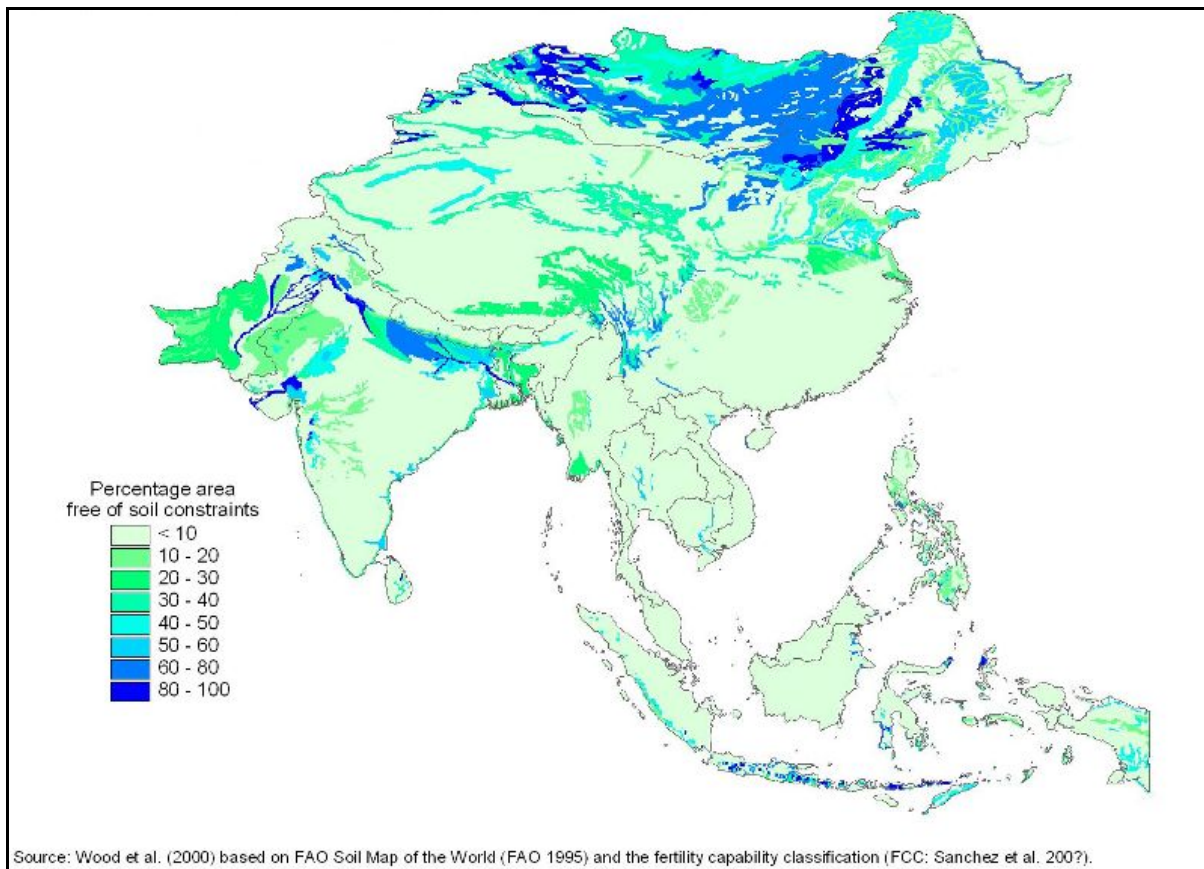 Percentage area
free of soil constraints
< 10
10 - 20
20 - 30
30 - 40
40 - 50
50 - 60
60 - 80
80 - 100
Source: Wood et al. (2000) based on FAO Soil Map of the World (FAO 1995) and the fertility capability classification (FCC: Sanchez et al. 200?).